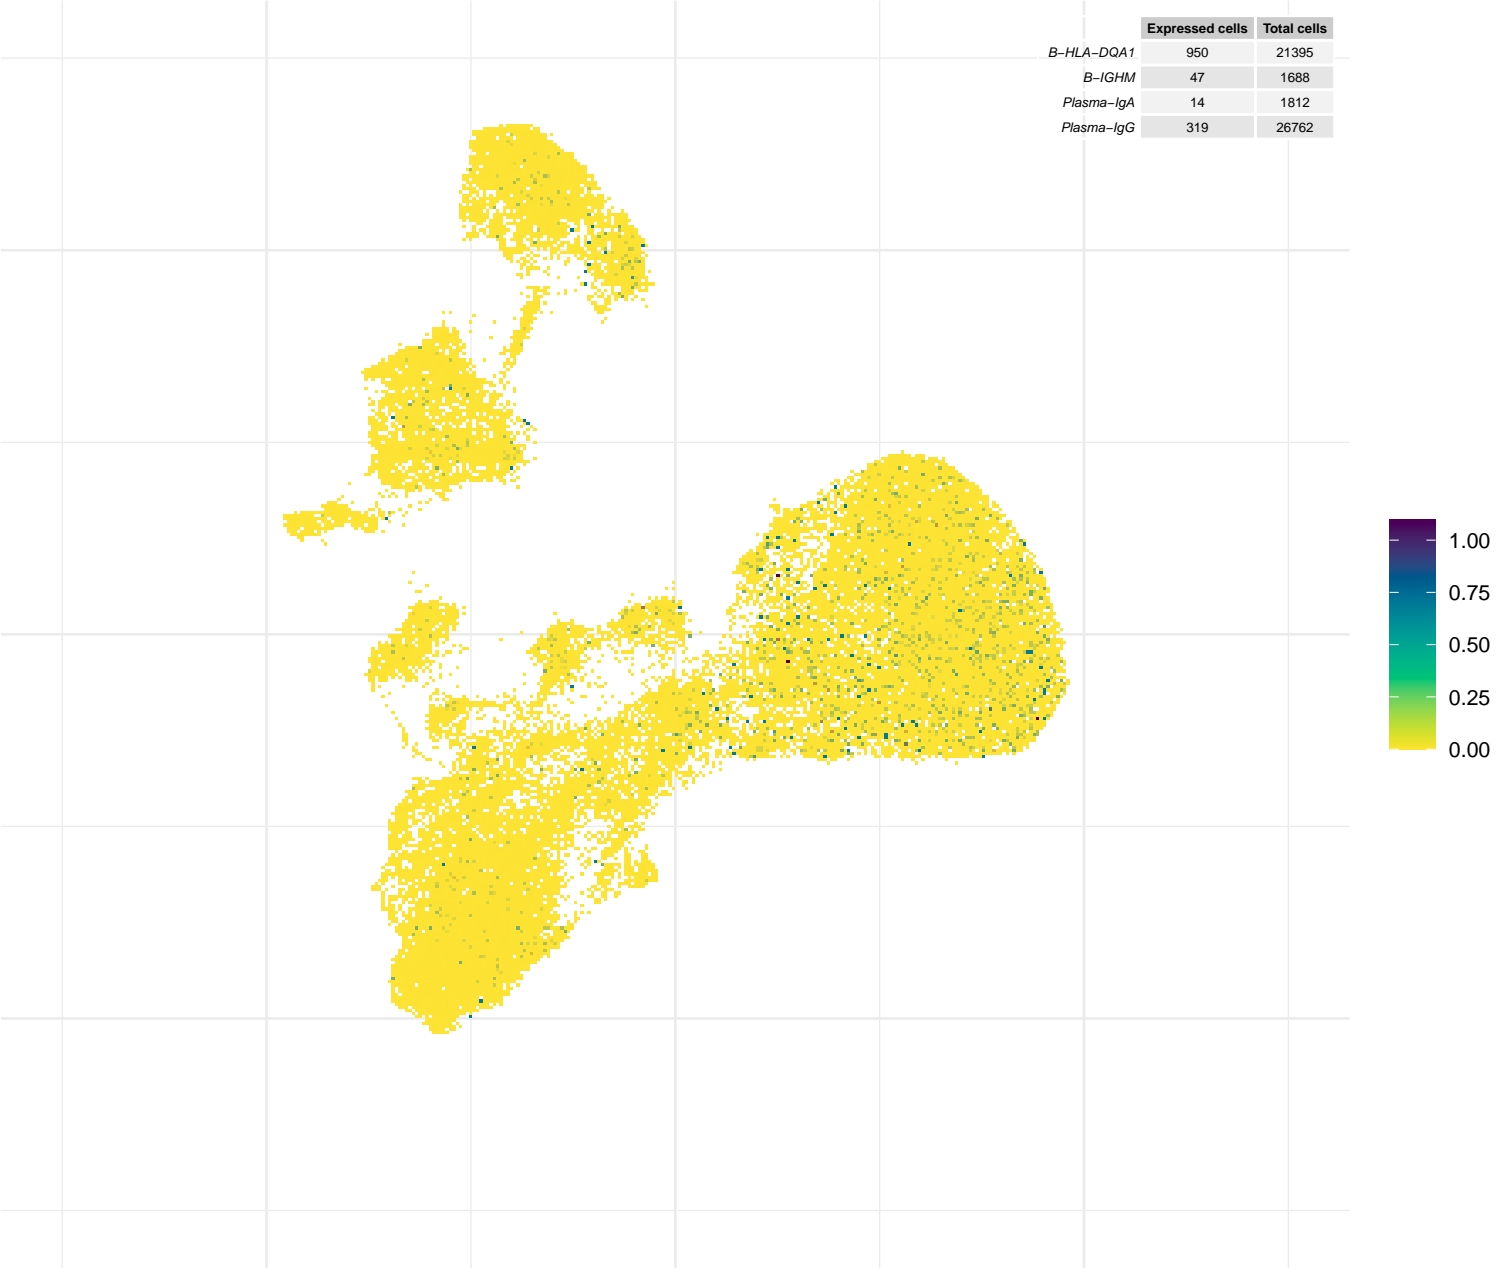 Expressed cells Total cells
B−HLA−DQA1 950 21395
B−IGHM 47 1688
Plasma−IgA 14 1812
Plasma−IgG 319 26762
1.00
0.75
0.50
0.25
0.00